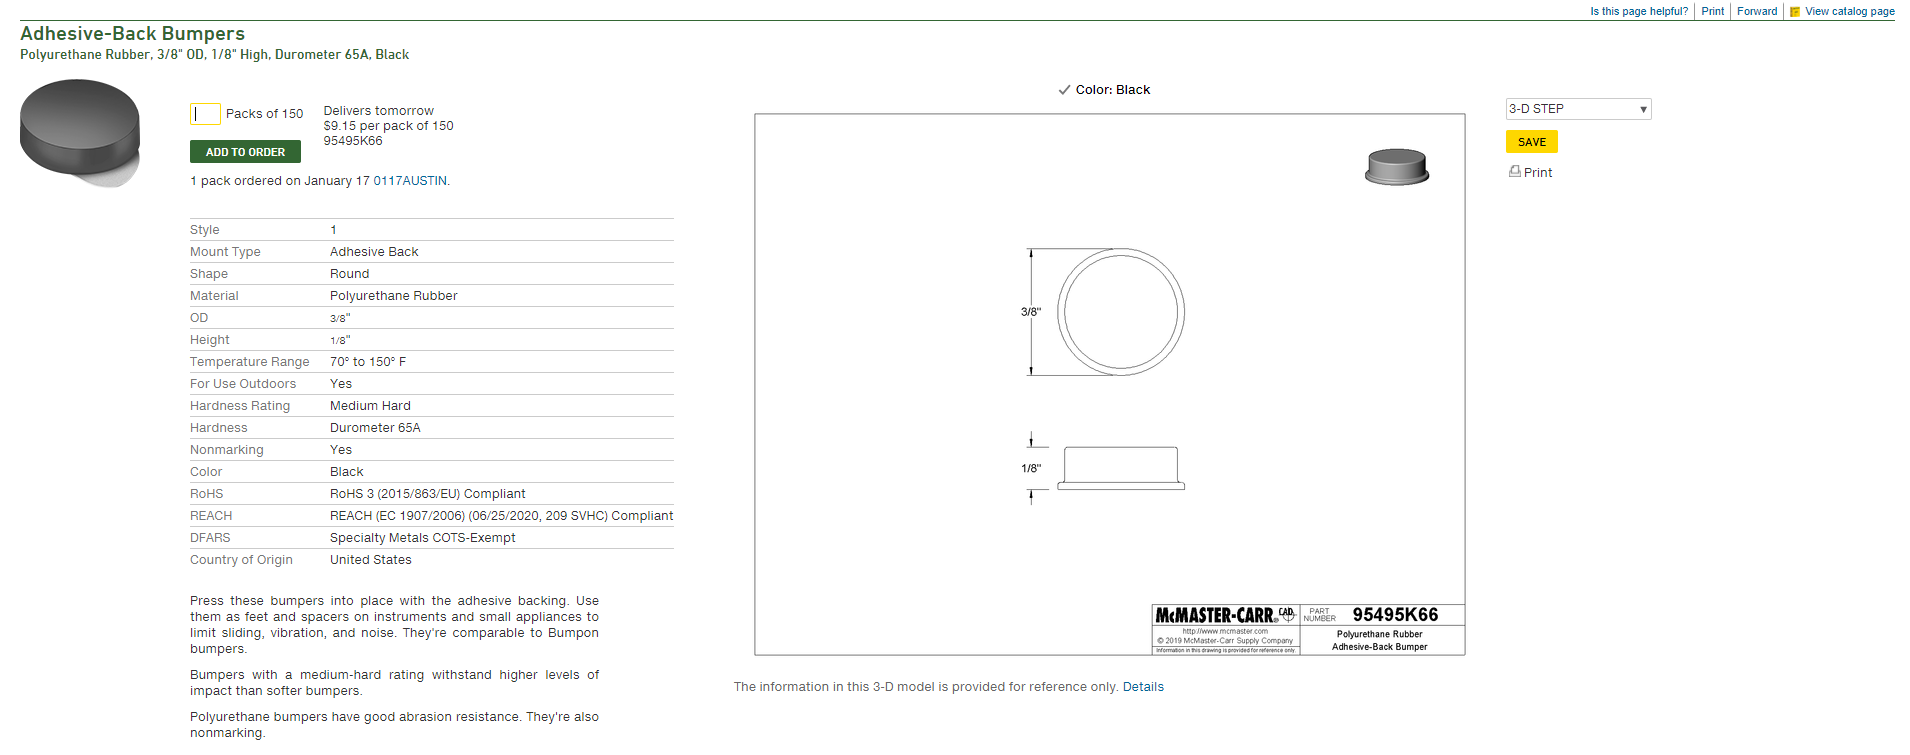 Is this page helpful? Print Forward View catalog page
Adhesive-Back Bumpers
Polyurethane Rubber, 3/8" OD, 1/8" High, Durometer 65A, Black
Packs of 150
Delivers tomorrow
$9.15 per pack of 150
95495K66
ADD TO ORDER
1 pack ordered on January 17 0117AUSTIN.
Style 1
Mount Type Adhesive Back
Shape Round
Material Polyurethane Rubber
OD 3/8"
Height 1/8"
Temperature Range 70° to 150° F
For Use Outdoors Yes
Hardness Rating Medium Hard
Hardness Durometer 65A
Nonmarking Yes
Color Black
RoHS RoHS 3 (2015/863/EU) Compliant
REACH REACH (EC 1907/2006) (06/25/2020, 209 SVHC) Compliant
DFARS Specialty Metals COTS-Exempt
Country of Origin United States
Press these bumpers into place with the adhesive backing. Use
them as feet and spacers on instruments and small appliances to
limit sliding, vibration, and noise. They're comparable to Bumpon
bumpers.
Bumpers with a medium-hard rating withstand higher levels of
impact than softer bumpers.
Polyurethane bumpers have good abrasion resistance. They're also
nonmarking.
Color: Black
3/8"
1/8"
McMASTER-CARR® CAD
http://www.mcmaster.com
© 2019 McMaster-Carr Supply Company
Information in this drawing is provided for reference only.
PART
NUMBER
95495K66
Polyurethane Rubber
Adhesive-Back Bumper
The information in this 3-D model is provided for reference only. Details
3-D STEP
SAVE
Print